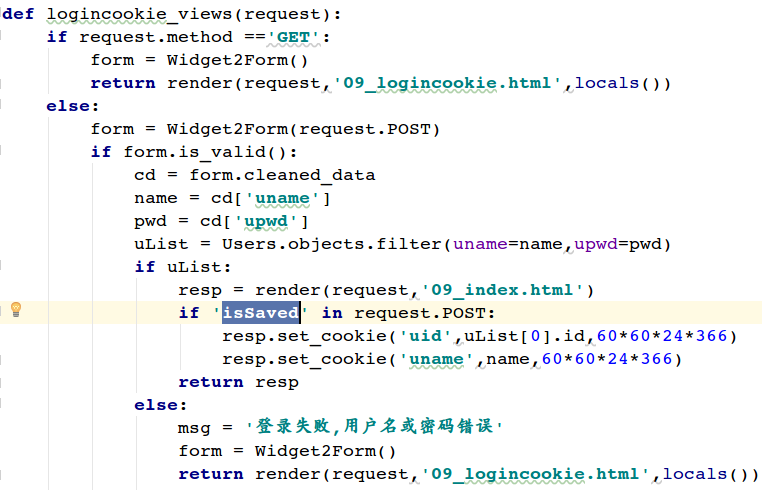 def logincookie_views(request):
    if request.method =='GET':
        form = Widget2Form()
        return render(request,'09_logincookie.html',locals())
    else:
        form = Widget2Form(request.POST)
        if form.is_valid():
            cd = form.cleaned_data
            name = cd['uname']
            pwd = cd['upwd']
            uList = Users.objects.filter(uname=name,upwd=pwd)
            if uList:
                resp = render(request,'09_index.html')
                if 'isSaved' in request.POST:
                    resp.set_cookie('uid',uList[0].id,60*60*24*366)
                    resp.set_cookie('uname',name,60*60*24*366)
                return resp
            else:
                msg = '登录失败,用户名或密码错误'
                form = Widget2Form()
                return render(request,'09_logincookie.html',locals())